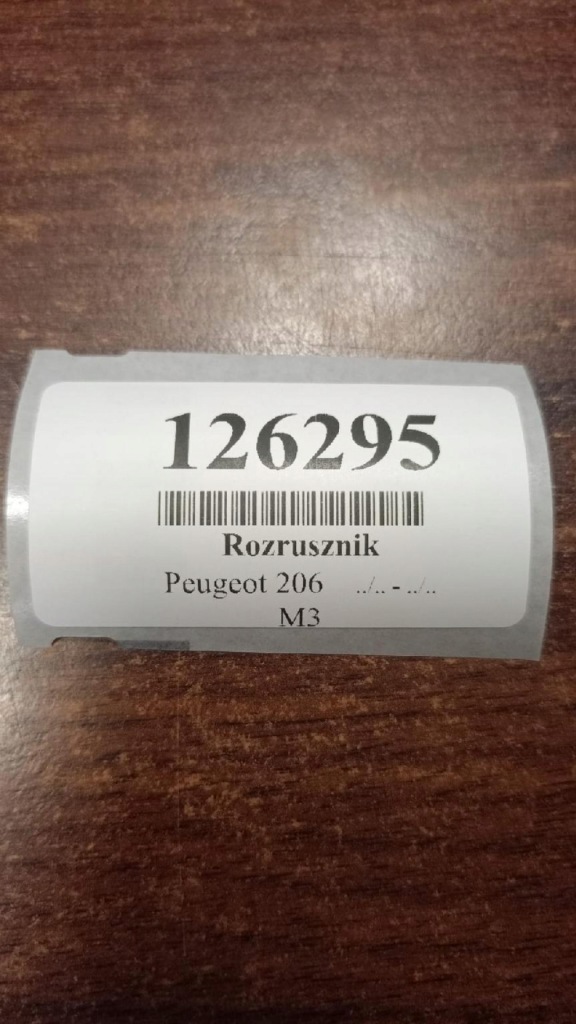 126295
Rozrusznik
Peugeot 206 ../.. - ../..
M3